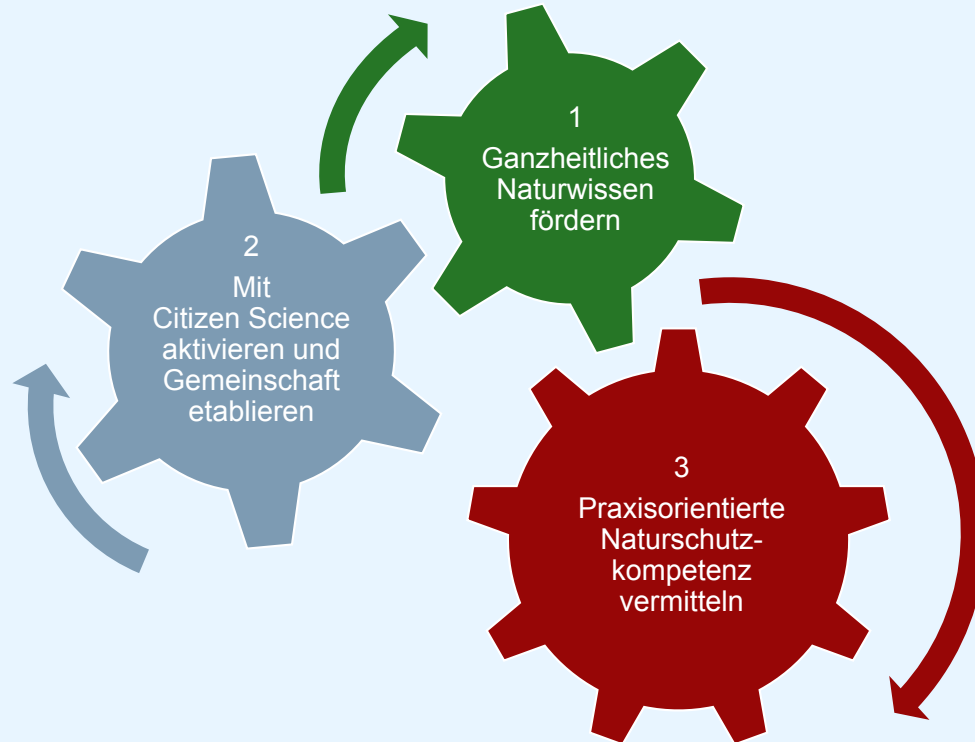 1
Ganzheitliches
Naturwissen
fördern
2
Mit
Citizen Science
aktivieren und
Gemeinschaft
etablieren
3
Praxisorientierte
Naturschutz-
kompetenz
vermitteln